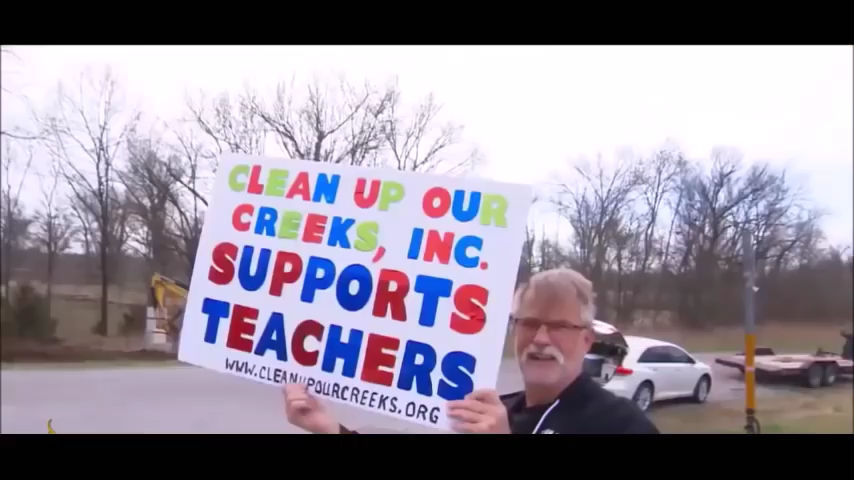 CLEAN UP OUR
CREEKS, INC.
SUPPORTS
TEACHERS
WWW.CLEANUPOURCREEKS.ORG